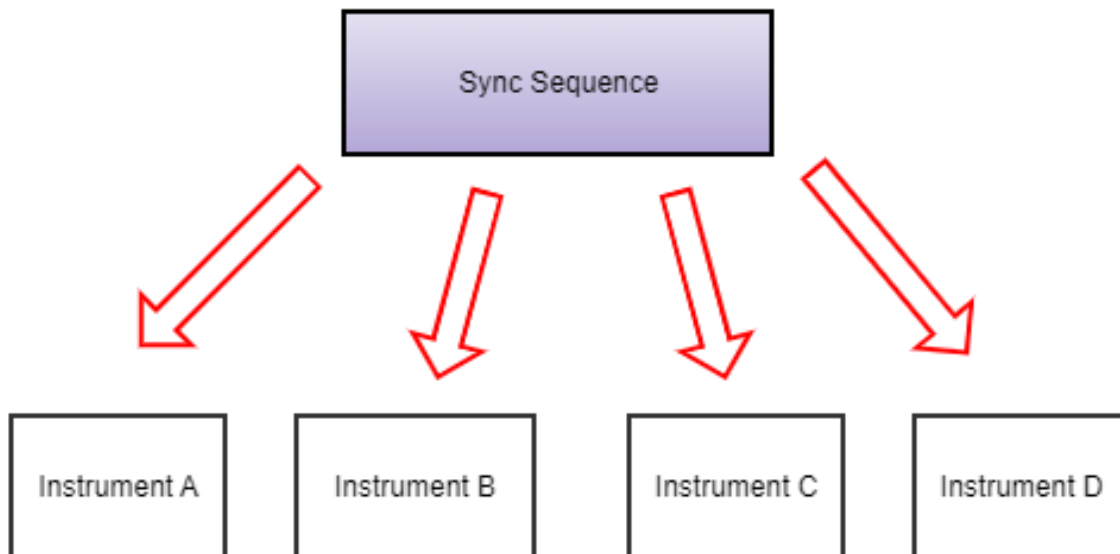 Sync Sequence
Instrument A
Instrument B
Instrument C
Instrument D